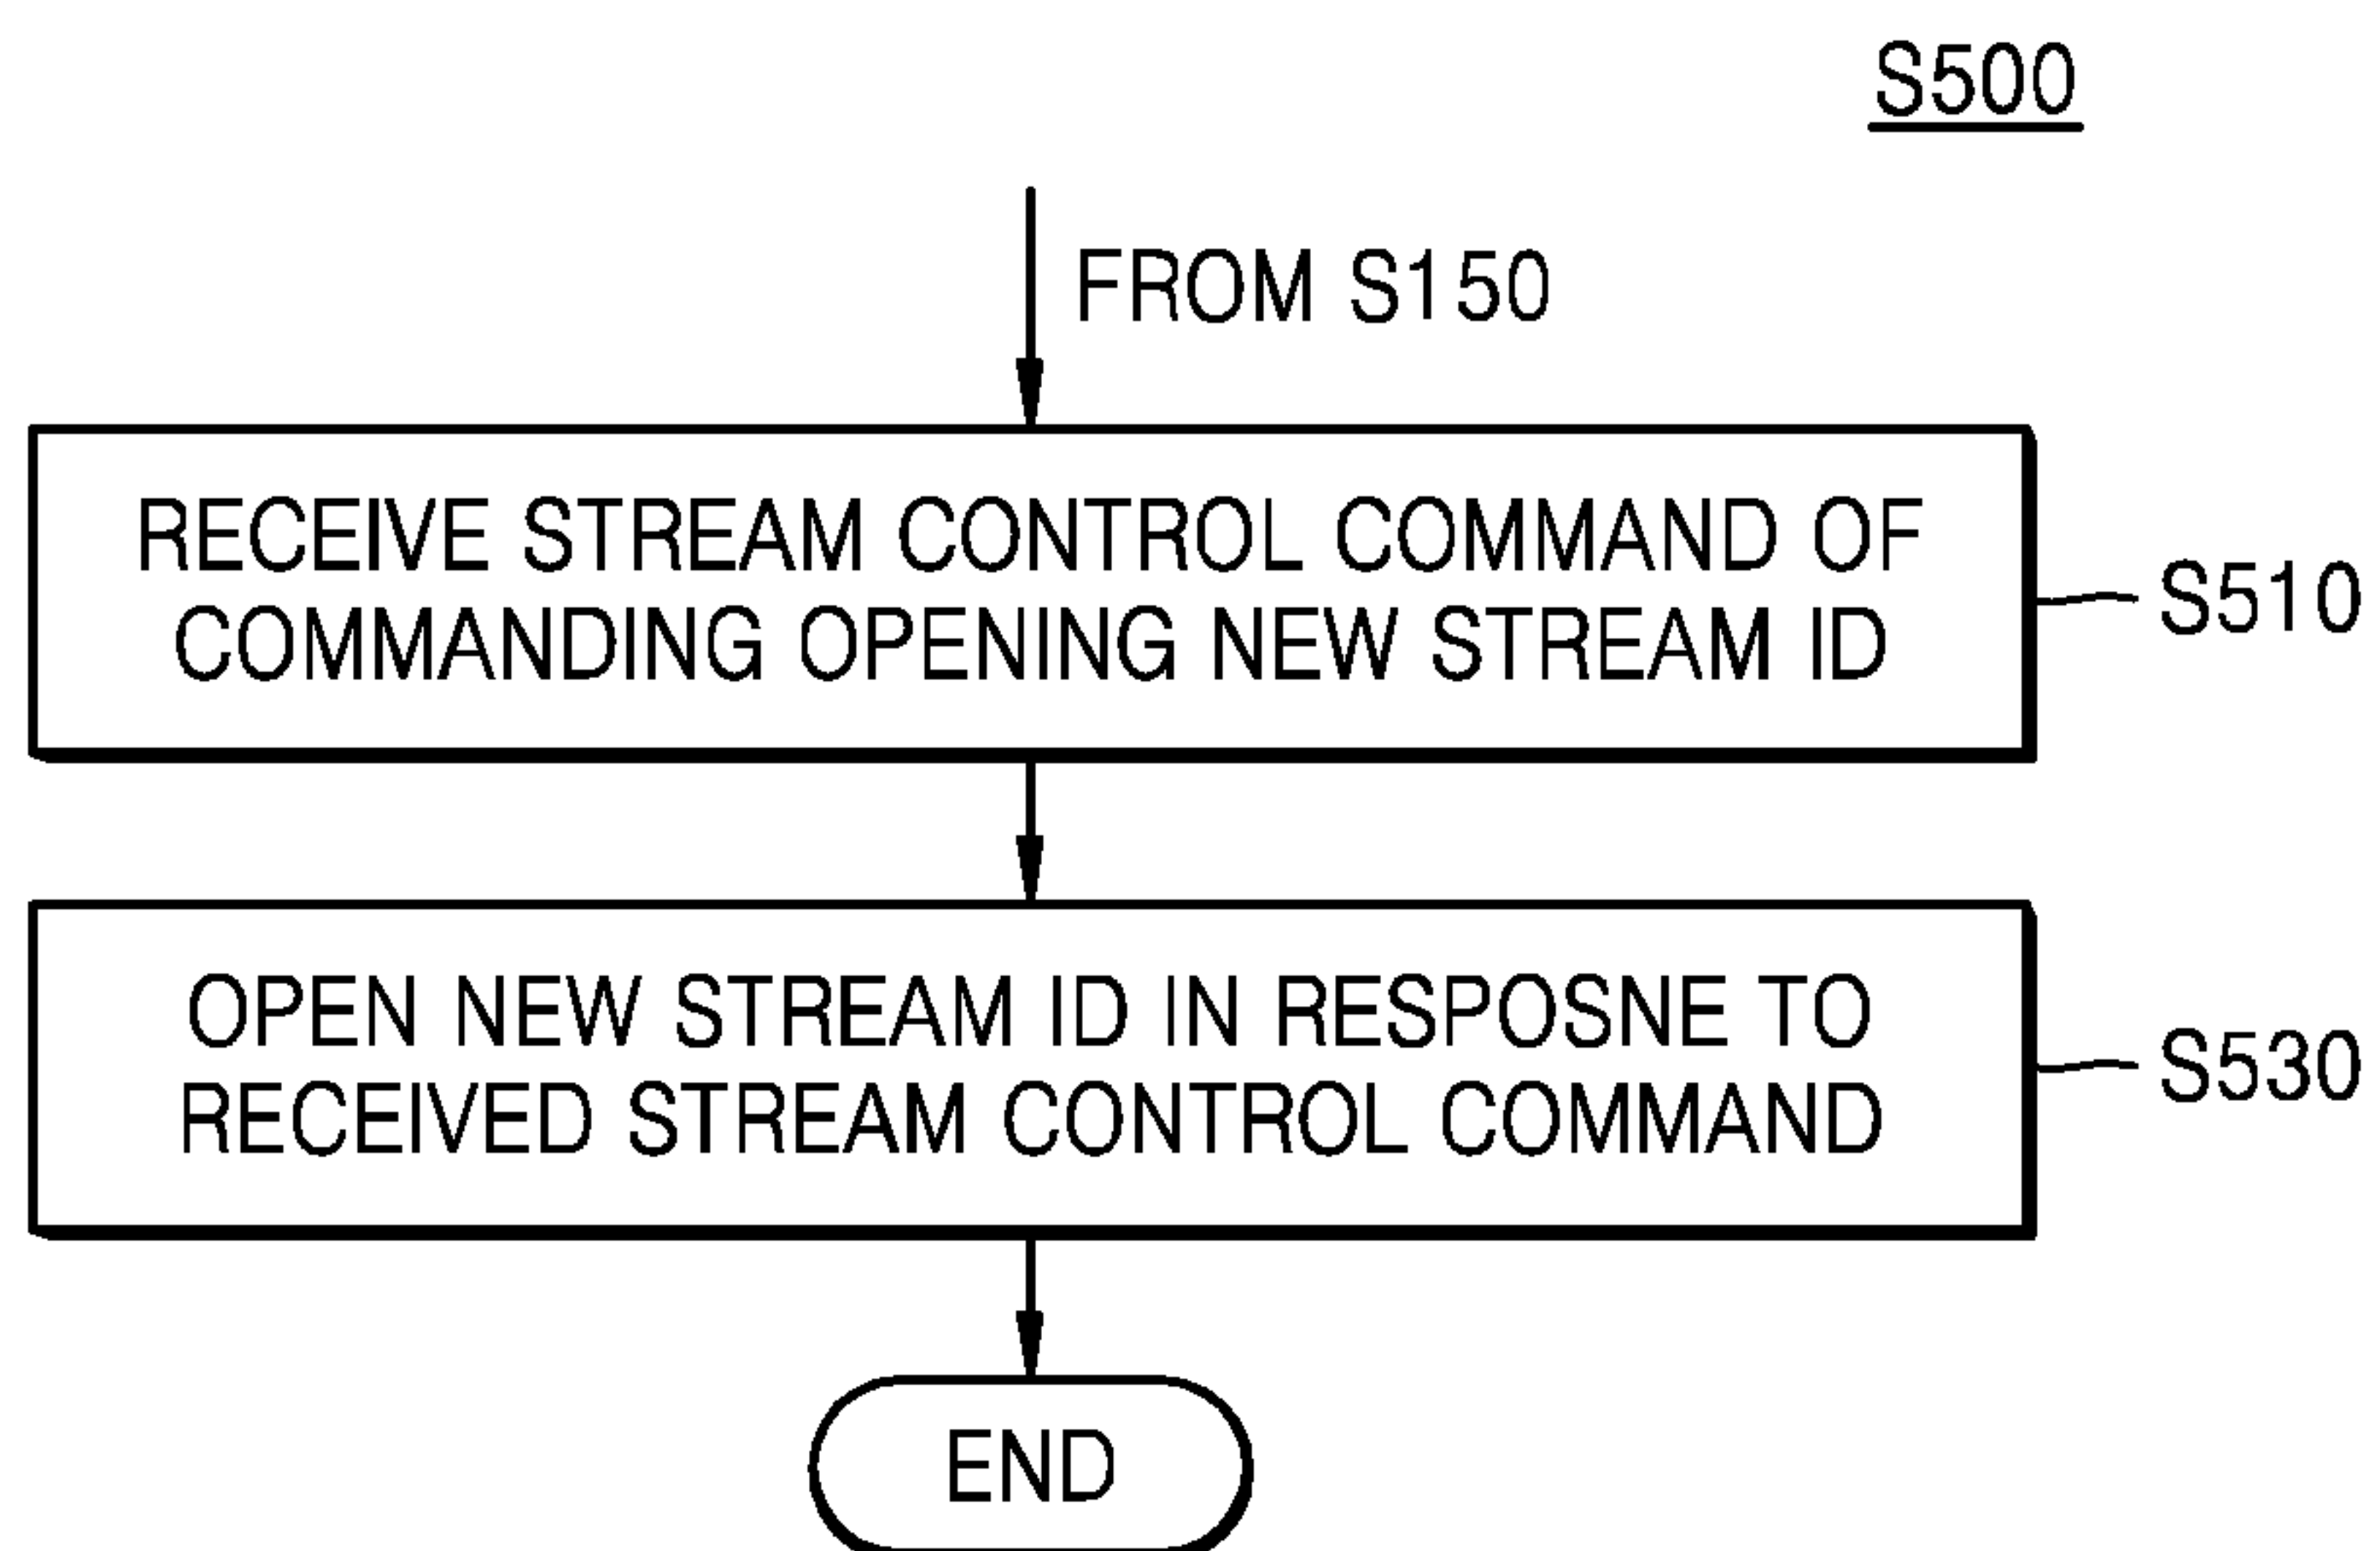 S500
FROM S150
RECEIVE STREAM CONTROL COMMAND OF
COMMANDING OPENING NEW STREAM ID
S510
OPEN NEW STREAM ID IN RESPOSNE TO
RECEIVED STREAM CONTROL COMMAND
S530
END